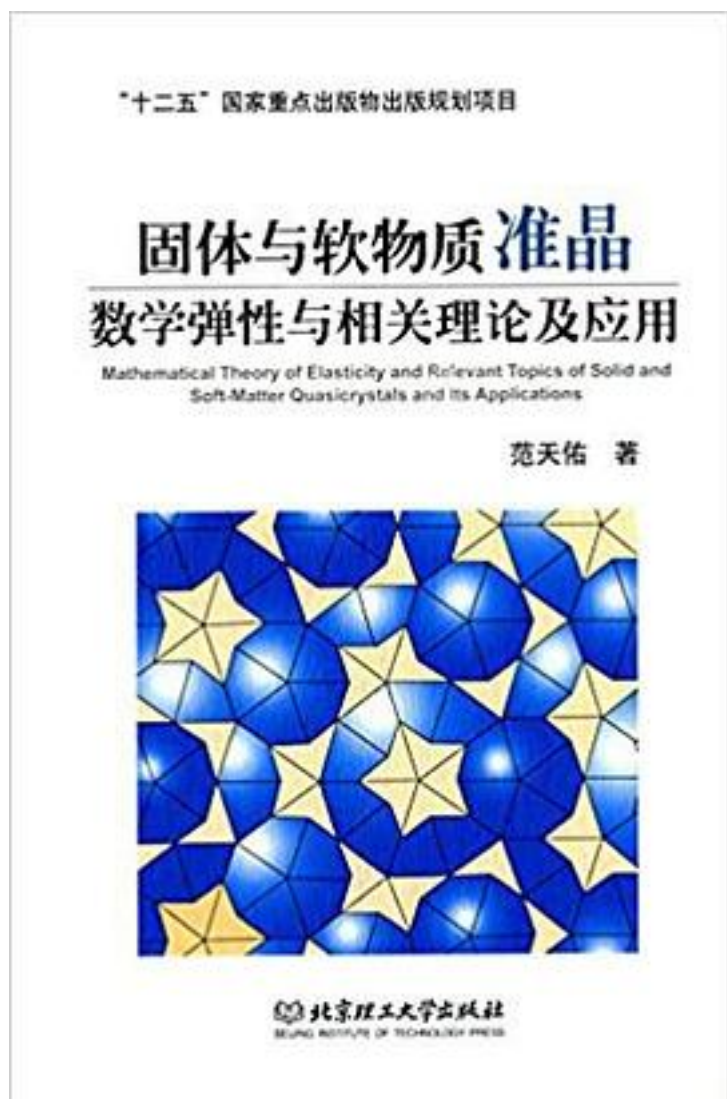 “十二五”国家重点出版物出版规划项目
固体与软物质准晶
数学弹性与相关理论及应用
Mathematical Theory of Elasticity and Relevant Topics of Solid and
Soft-Matter Quasicrystals and Its Applications
范天佑 著
北京理工大学出版社
BEIJING INSTITUTE OF TECHNOLOGY PRESS